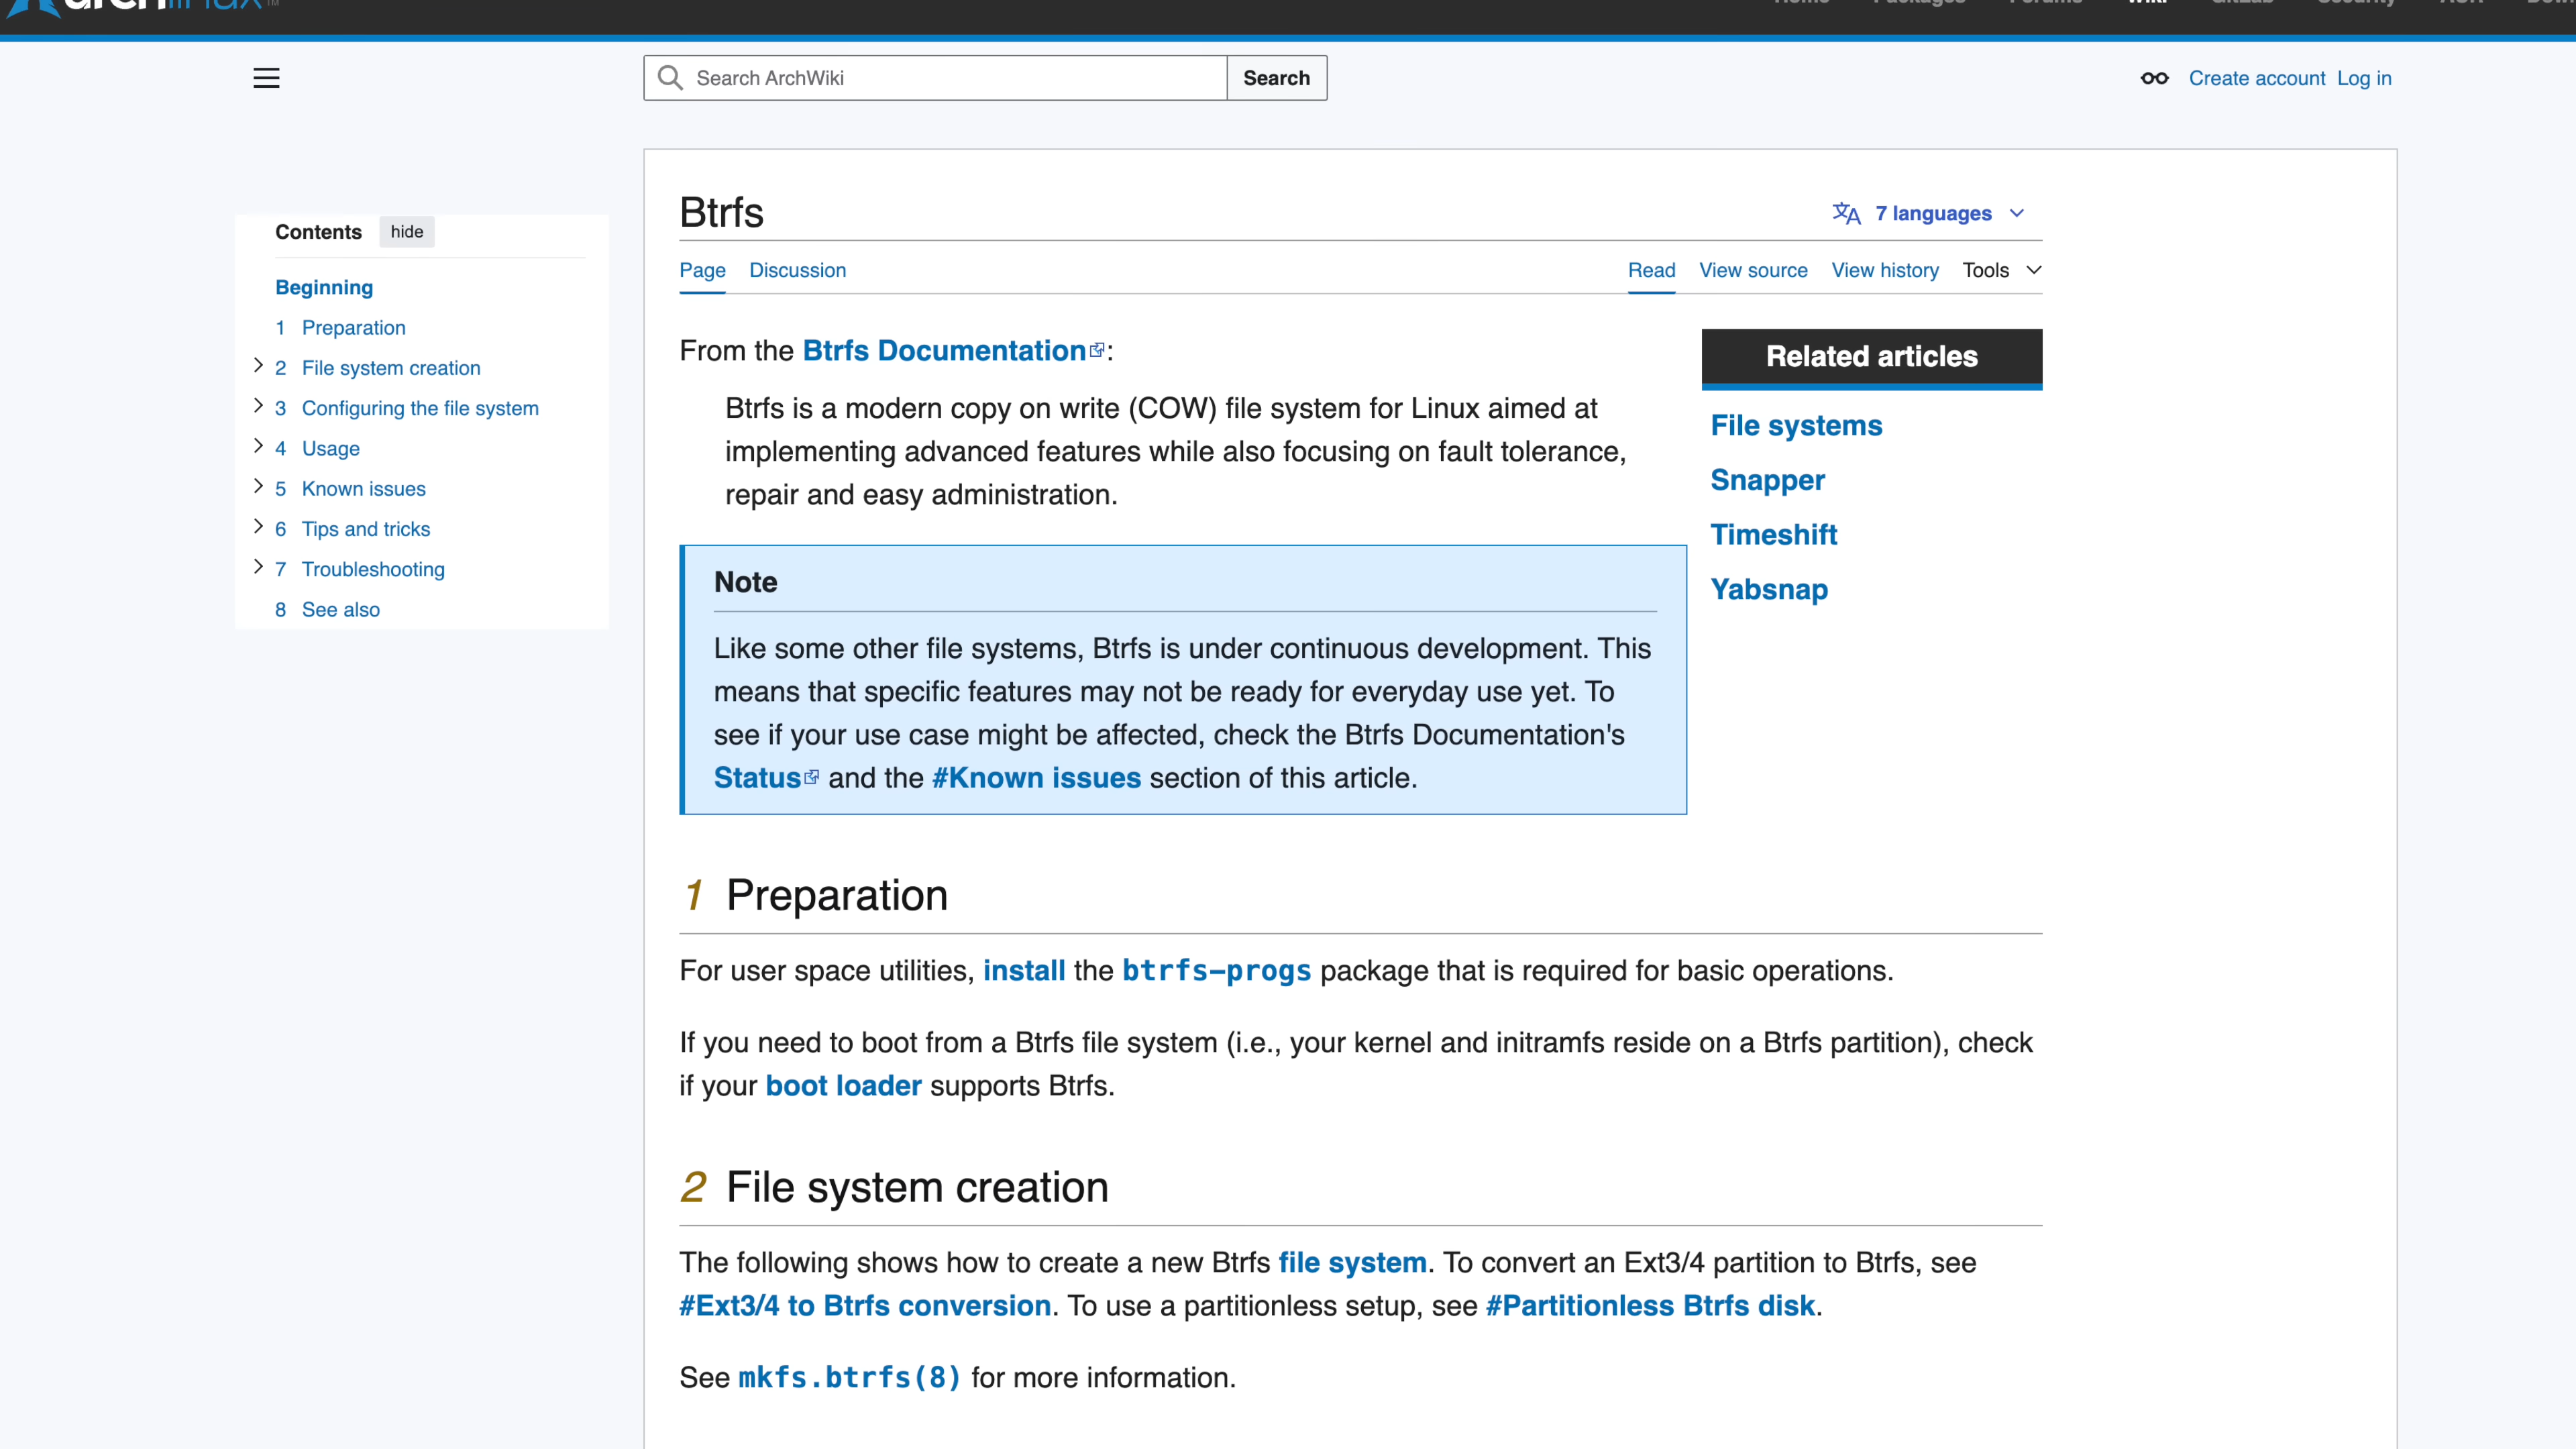 archlinux™
Home Packages Forums Wiki GitLab Security AUR
Search ArchWiki
Search
Create account Log in
Contents hide
Beginning
1 Preparation
2 File system creation
3 Configuring the file system
4 Usage
5 Known issues
6 Tips and tricks
7 Troubleshooting
8 See also
Btrfs
7 languages
Page Discussion
Read View source View history Tools
From the Btrfs Documentation:
Btrfs is a modern copy on write (COW) file system for Linux aimed at
implementing advanced features while also focusing on fault tolerance,
repair and easy administration.
Related articles
File systems
Snapper
Timeshift
Yabsnap
Note
Like some other file systems, Btrfs is under continuous development. This
means that specific features may not be ready for everyday use yet. To
see if your use case might be affected, check the Btrfs Documentation's
Status and the #Known issues section of this article.
1 Preparation
For user space utilities, install the btrfs-progs package that is required for basic operations.
If you need to boot from a Btrfs file system (i.e., your kernel and initramfs reside on a Btrfs partition), check
if your boot loader supports Btrfs.
2 File system creation
The following shows how to create a new Btrfs file system. To convert an Ext3/4 partition to Btrfs, see
#Ext3/4 to Btrfs conversion. To use a partitionless setup, see #Partitionless Btrfs disk.
See mkfs.btrfs(8) for more information.